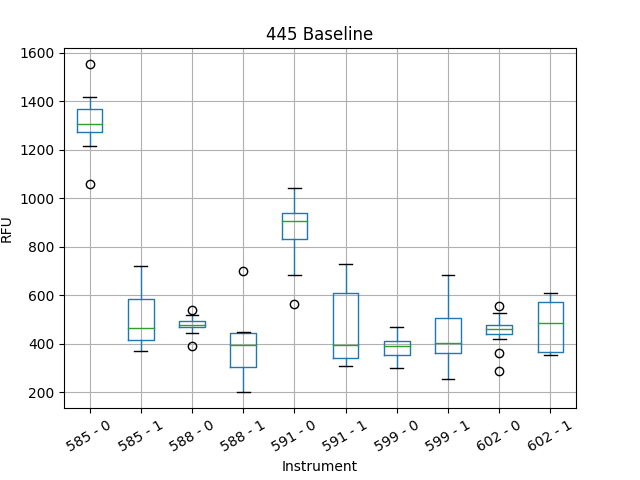 445 Baseline
1600
1400
1200
1000
800
600
400
200
RFU
585 - 0
585 - 1
588 - 0
588 - 1
591 - 0
591 - 1
599 - 0
599 - 1
602 - 0
602 - 1
Instrument